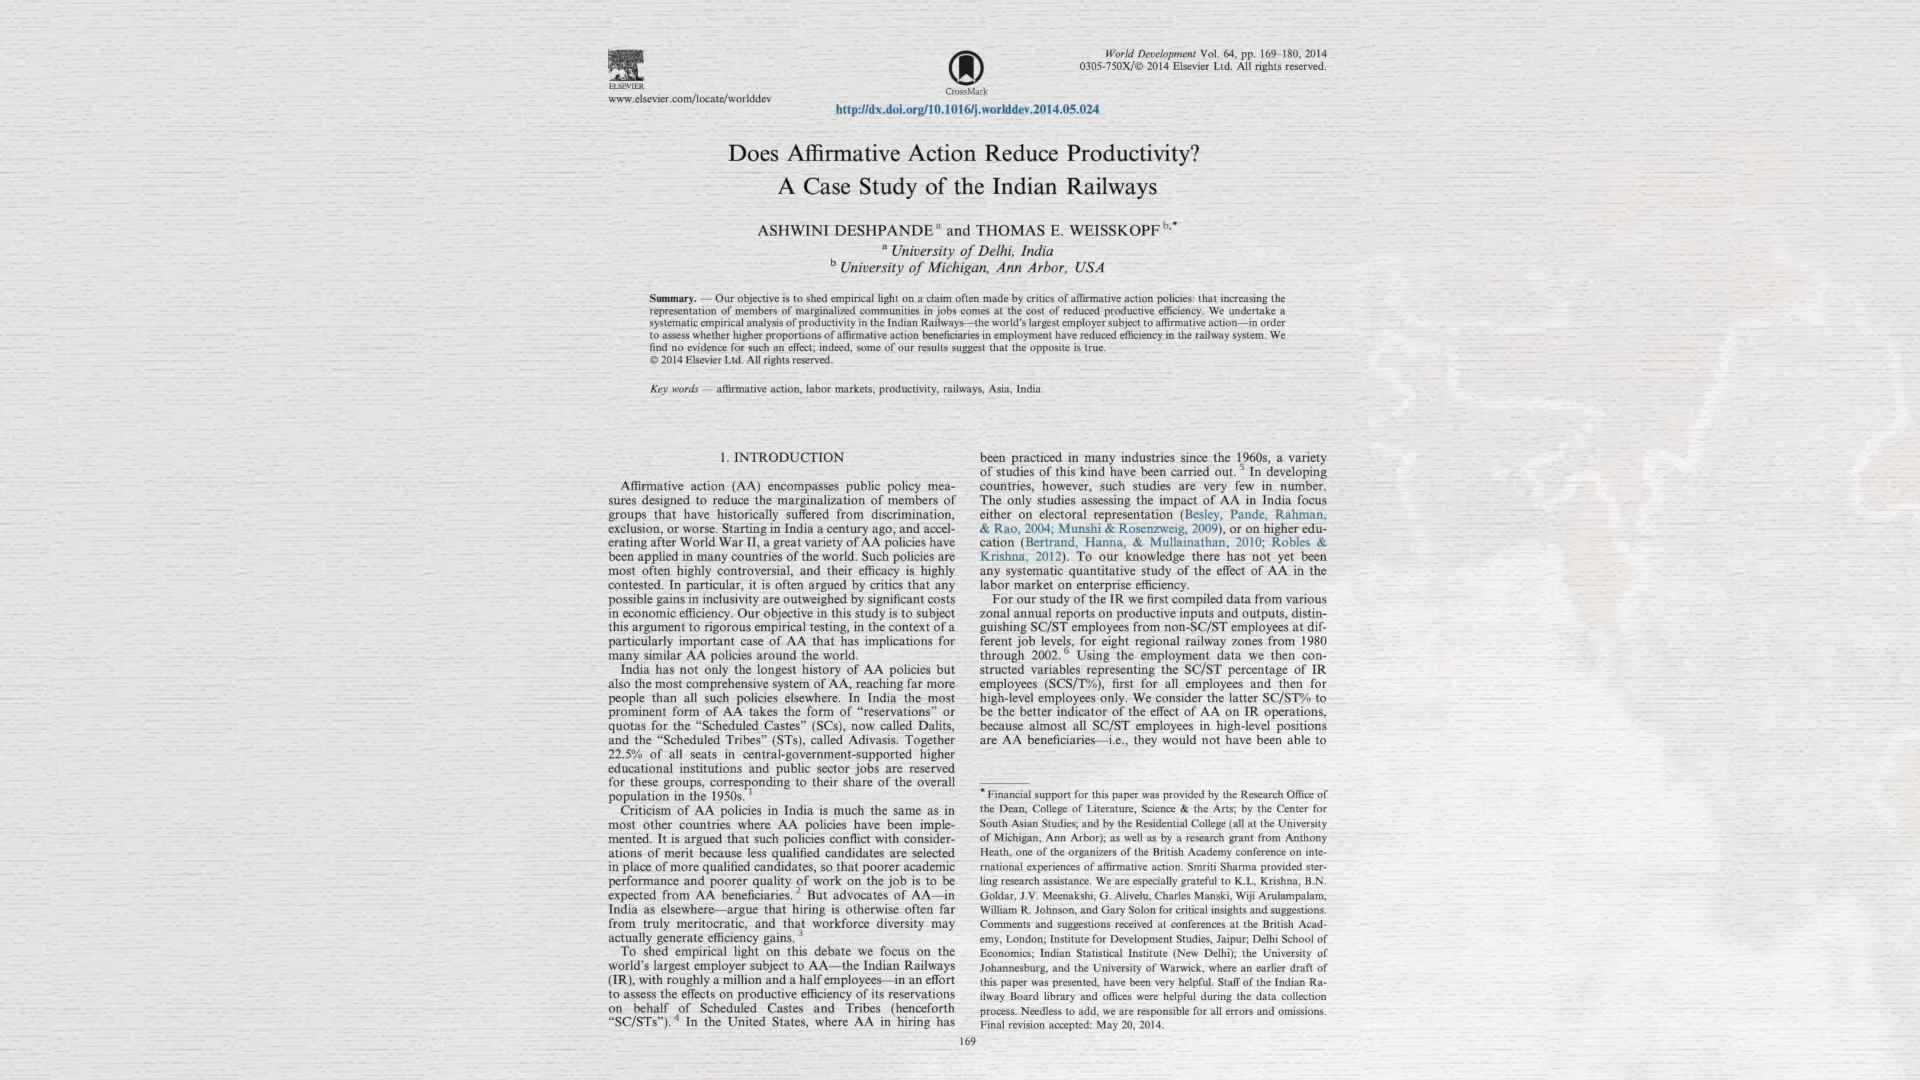 ELSEVIER
www.elsevier.com/locate/worlddev
CrossMark
World Development Vol. 64, pp. 169–180, 2014
0305-750X/© 2014 Elsevier Ltd. All rights reserved.
http://dx.doi.org/10.1016/j.worlddev.2014.05.024
Does Affirmative Action Reduce Productivity?
A Case Study of the Indian Railways
ASHWINI DESHPANDE a and THOMAS E. WEISSKOPF b,*
a University of Delhi, India
b University of Michigan, Ann Arbor, USA
Summary. — Our objective is to shed empirical light on a claim often made by critics of affirmative action policies: that increasing the
representation of members of marginalized communities in jobs comes at the cost of reduced productive efficiency. We undertake a
systematic empirical analysis of productivity in the Indian Railways—the world's largest employer subject to affirmative action—in order
to assess whether higher proportions of affirmative action beneficiaries in employment have reduced efficiency in the railway system. We
find no evidence for such an effect; indeed, some of our results suggest that the opposite is true.
© 2014 Elsevier Ltd. All rights reserved.
Key words — affirmative action, labor markets, productivity, railways, Asia, India
1. INTRODUCTION
Affirmative action (AA) encompasses public policy mea-
sures designed to reduce the marginalization of members of
groups that have historically suffered from discrimination,
exclusion, or worse. Starting in India a century ago, and accel-
erating after World War II, a great variety of AA policies have
been applied in many countries of the world. Such policies are
most often highly controversial, and their efficacy is highly
contested. In particular, it is often argued by critics that any
possible gains in inclusivity are outweighed by significant costs
in economic efficiency. Our objective in this study is to subject
this argument to rigorous empirical testing, in the context of a
particularly important case of AA that has implications for
many similar AA policies around the world.
India has not only the longest history of AA policies but
also the most comprehensive system of AA, reaching far more
people than all such policies elsewhere. In India the most
prominent form of AA takes the form of “reservations” or
quotas for the “Scheduled Castes” (SCs), now called Dalits,
and the “Scheduled Tribes” (STs), called Adivasis. Together
22.5% of all seats in central-government-supported higher
educational institutions and public sector jobs are reserved
for these groups, corresponding to their share of the overall
population in the 1950s. 1
Criticism of AA policies in India is much the same as in
most other countries where AA policies have been imple-
mented. It is argued that such policies conflict with consider-
ations of merit because less qualified candidates are selected
in place of more qualified candidates, so that poorer academic
performance and poorer quality of work on the job is to be
expected from AA beneficiaries. 2 But advocates of AA—in
India as elsewhere—argue that hiring is otherwise often far
from truly meritocratic, and that workforce diversity may
actually generate efficiency gains. 3
To shed empirical light on this debate we focus on the
world's largest employer subject to AA—the Indian Railways
(IR), with roughly a million and a half employees—in an effort
to assess the effects on productive efficiency of its reservations
on behalf of Scheduled Castes and Tribes (henceforth
“SC/STs”). 4 In the United States, where AA in hiring has
been practiced in many industries since the 1960s, a variety
of studies of this kind have been carried out. 5 In developing
countries, however, such studies are very few in number.
The only studies assessing the impact of AA in India focus
either on electoral representation (Besley, Pande, Rahman,
& Rao, 2004; Munshi & Rosenzweig, 2009), or on higher edu-
cation (Bertrand, Hanna, & Mullainathan, 2010; Robles &
Krishna, 2012). To our knowledge there has not yet been
any systematic quantitative study of the effect of AA in the
labor market on enterprise efficiency.
For our study of the IR we first compiled data from various
zonal annual reports on productive inputs and outputs, distin-
guishing SC/ST employees from non-SC/ST employees at dif-
ferent job levels, for eight regional railway zones from 1980
through 2002. 6 Using the employment data we then con-
structed variables representing the SC/ST percentage of IR
employees (SCS/T%), first for all employees and then for
high-level employees only. We consider the latter SC/ST% to
be the better indicator of the effect of AA on IR operations,
because almost all SC/ST employees in high-level positions
are AA beneficiaries—i.e., they would not have been able to
* Financial support for this paper was provided by the Research Office of
the Dean, College of Literature, Science & the Arts; by the Center for
South Asian Studies; and by the Residential College (all at the University
of Michigan, Ann Arbor); as well as by a research grant from Anthony
Heath, one of the organizers of the British Academy conference on inte-
rnational experiences of affirmative action. Smriti Sharma provided ster-
ling research assistance. We are especially grateful to K.L, Krishna, B.N.
Goldar, J.V. Meenakshi, G. Alivelu, Charles Manski, Wiji Arulampalam,
William R. Johnson, and Gary Solon for critical insights and suggestions.
Comments and suggestions received at conferences at the British Acad-
emy, London; Institute for Development Studies, Jaipur; Delhi School of
Economics; Indian Statistical Institute (New Delhi); the University of
Johannesburg, and the University of Warwick, where an earlier draft of
this paper was presented, have been very helpful. Staff of the Indian Ra-
ilway Board library and offices were helpful during the data collection
process. Needless to add, we are responsible for all errors and omissions.
Final revision accepted: May 20, 2014.
169